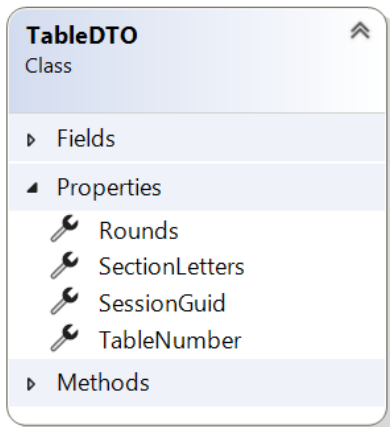 TableDTO
Class
Fields
Properties
Rounds
SectionLetters
SessionGuid
TableNumber
Methods